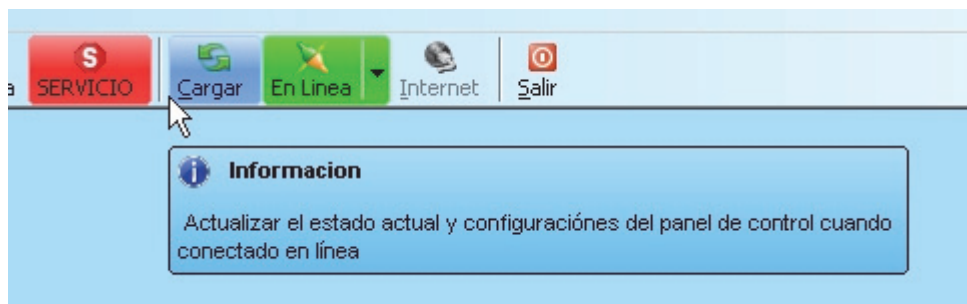 a SERVICIO Cargar En Linea Internet Salir
Informacion
Actualizar el estado actual y configuraciónes del panel de control cuando
conectado en línea